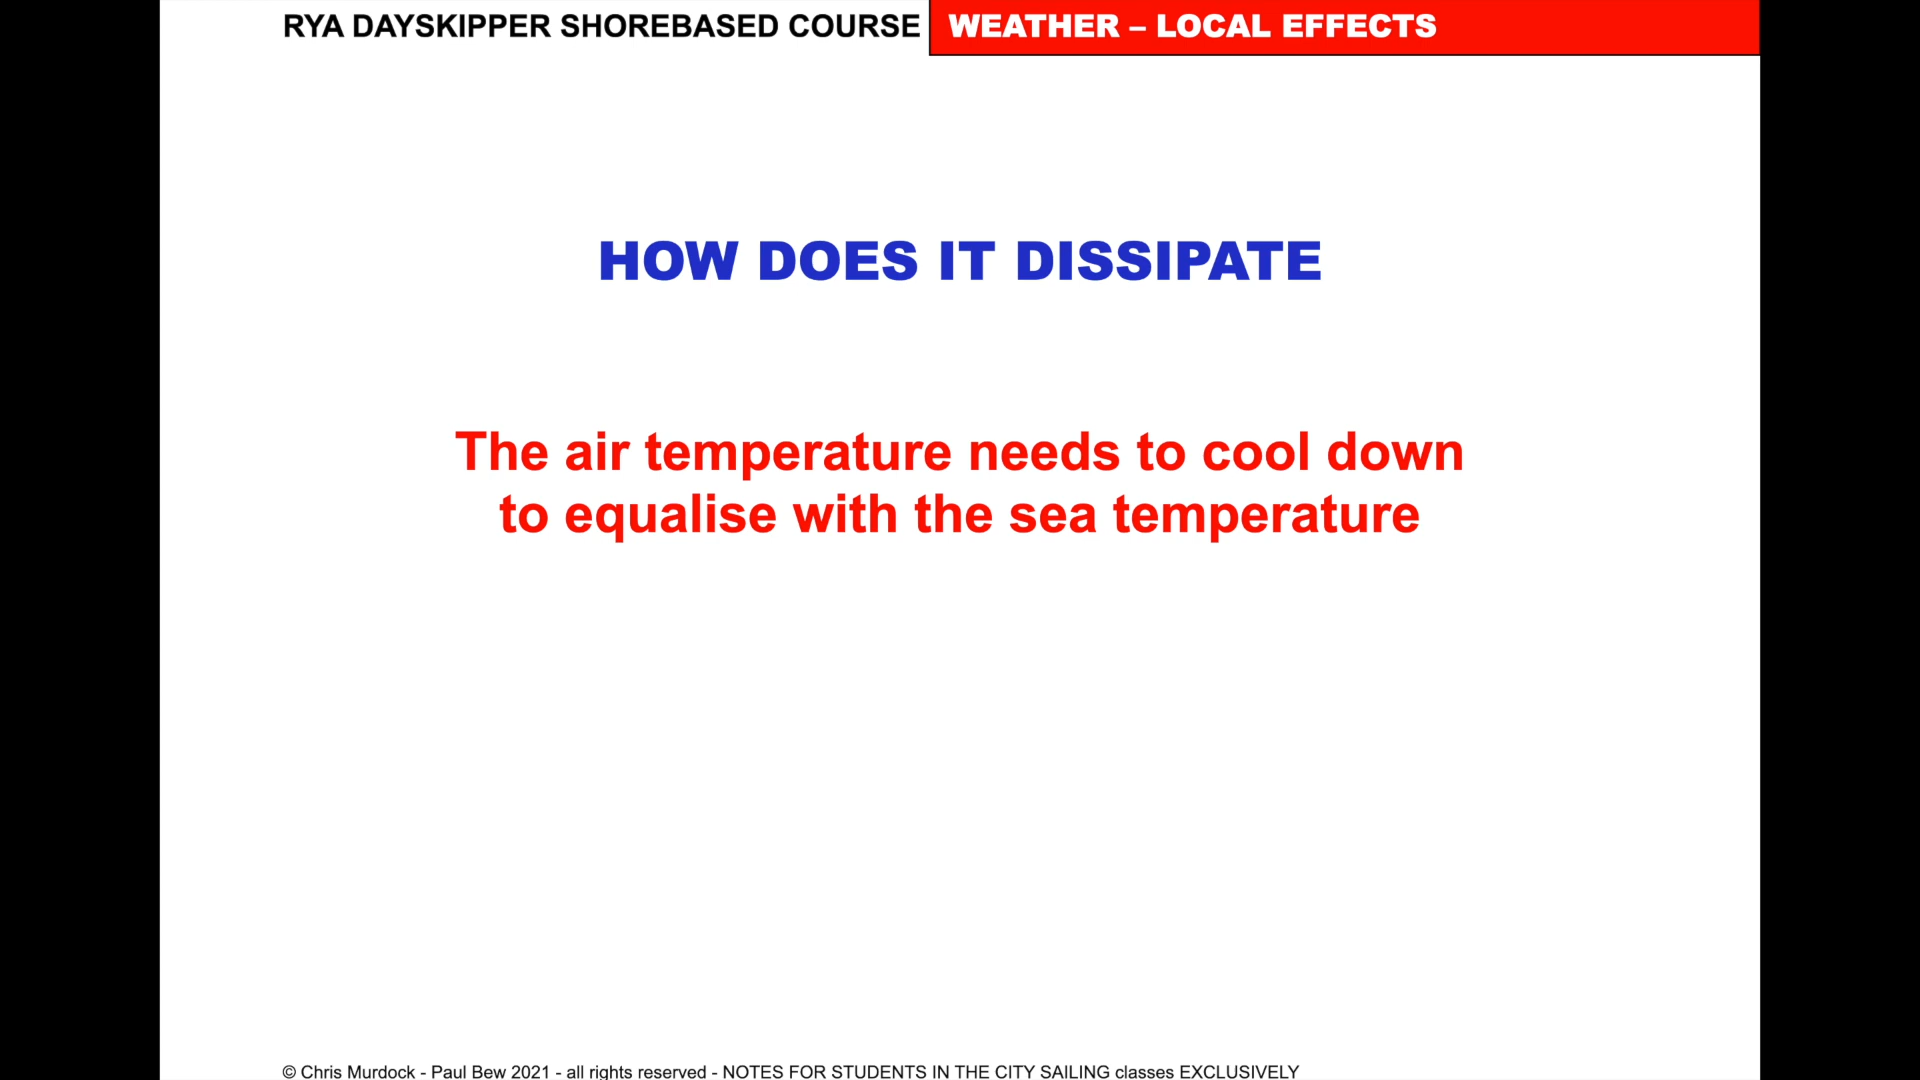 RYA DAYSKIPPER SHOREBASED COURSE WEATHER – LOCAL EFFECTS
HOW DOES IT DISSIPATE
The air temperature needs to cool down
to equalise with the sea temperature
© Chris Murdock - Paul Bew 2021 - all rights reserved - NOTES FOR STUDENTS IN THE CITY SAILING classes EXCLUSIVELY